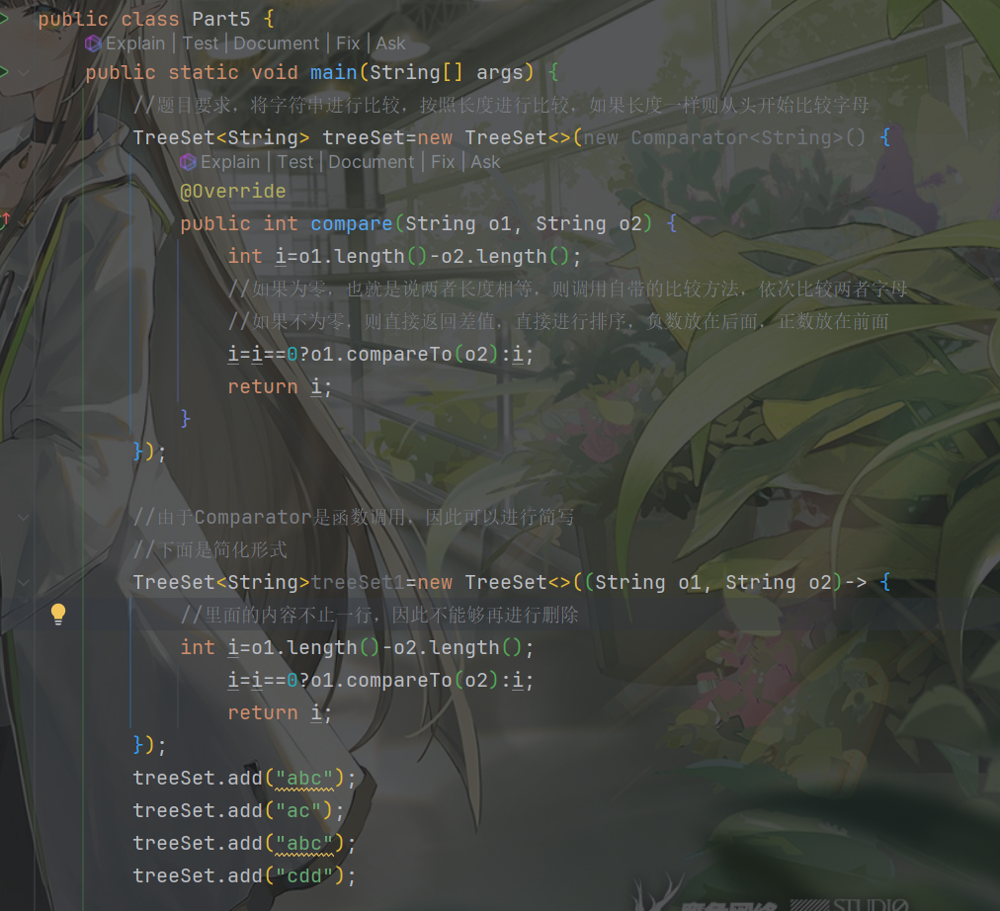 public class Part5 {
Explain | Test | Document | Fix | Ask
public static void main(String[] args) {
//题目要求，将字符串进行比较，按照长度进行比较，如果长度一样则从头开始比较字母
TreeSet<String> treeSet=new TreeSet<>(new Comparator<String>() {
Explain | Test | Document | Fix | Ask
@Override
public int compare(String o1, String o2) {
int i=o1.length()-o2.length();
//如果为零，也就是说两者长度相等，则调用自带的比较方法，依次比较两者字母
//如果不为零，则直接返回差值，直接进行排序，负数放在后面，正数放在前面
i=i==0?o1.compareTo(o2):i;
return i;
}
});
//由于Comparator是函数调用，因此可以进行简写
//下面是简化形式
TreeSet<String>treeSet1=new TreeSet<>((String o1, String o2)-> {
//里面的内容不止一行，因此不能够再进行删除
int i=o1.length()-o2.length();
i=i==0?o1.compareTo(o2):i;
return i;
});
treeSet.add("abc");
treeSet.add("ac");
treeSet.add("abc");
treeSet.add("cdd");
STUDIO